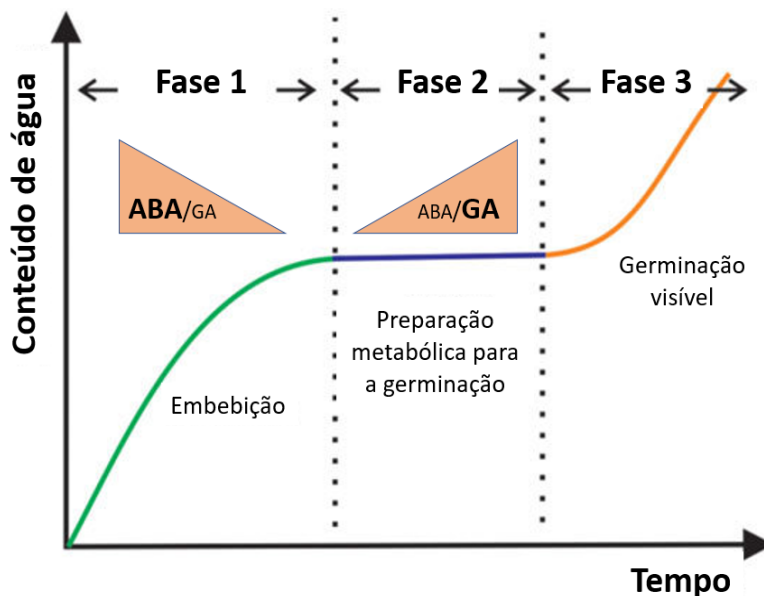 Fase 1
Fase 2
Fase 3
Conteúdo de água
ABA/GA
ABA/GA
Embebição
Preparação
metabólica para
a germinação
Germinação
visível
Tempo